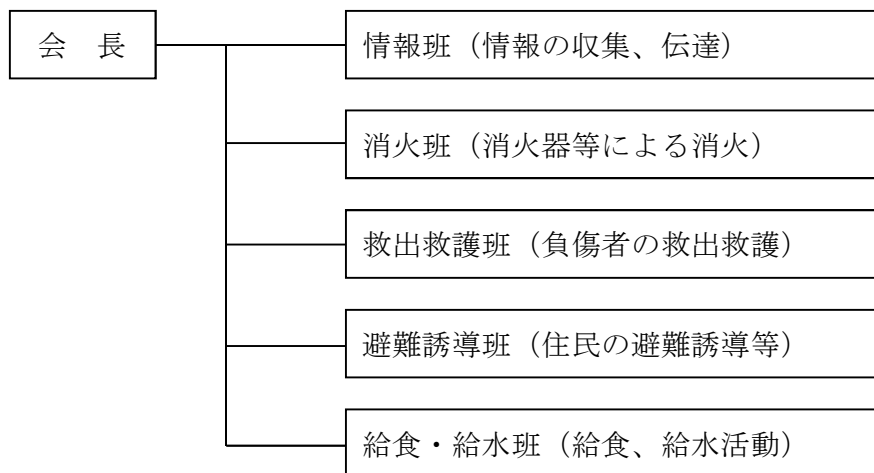 会　長
情報班（情報の収集、伝達）
消火班（消火器等による消火）
救出救護班（負傷者の救出救護）
避難誘導班（住民の避難誘導等）
給食・給水班（給食、給水活動）